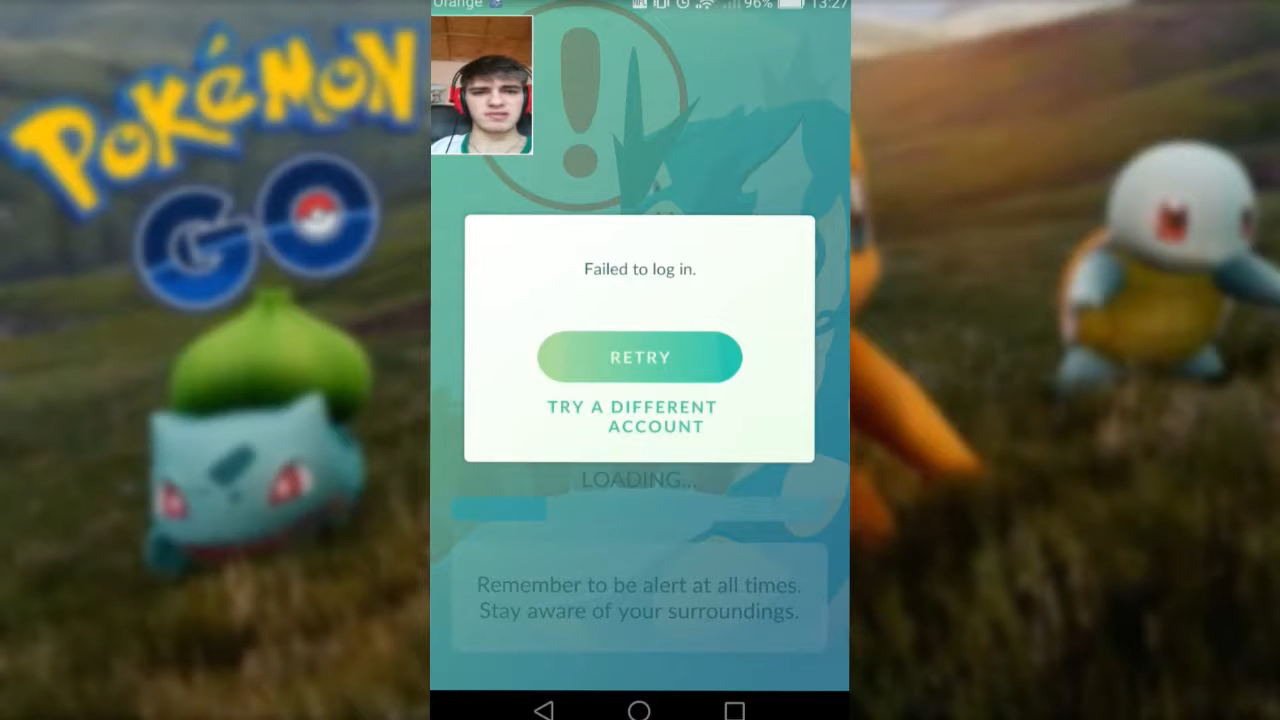 Orange
96%
13:27
POKéMON
GO
Failed to log in.
RETRY
TRY A DIFFERENT
ACCOUNT
LOADING...
Remember to be alert at all times.
Stay aware of your surroundings.